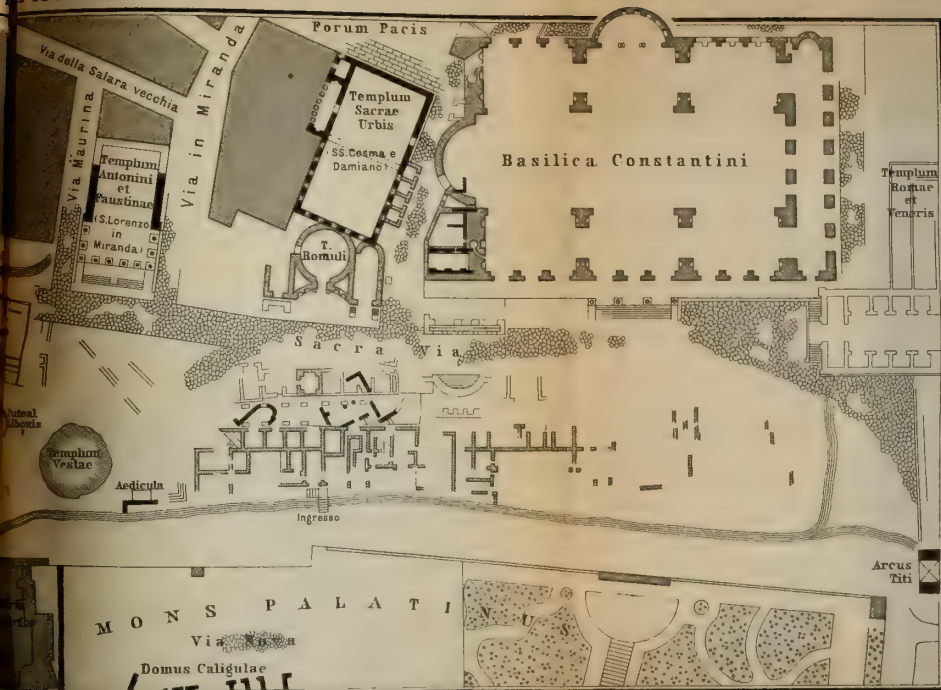 Forum Pacis
Via della Salara vecchia
Via in Miranda
Via Maurina
Templum
Sacrae
Urbis
SS. Cosma e
Damiano
Basilica Constantini
Templum
Antonini
et
Faustinae
(S. Lorenzo
in
Miranda)
T.
Romuli
Templum
Romae
et
Veneris
Sacra Via
Templum
Vestae
Aedicula
Ingresso
Arcus
Titi
MONS PALATINUS
Via Nova
Domus Caligulae